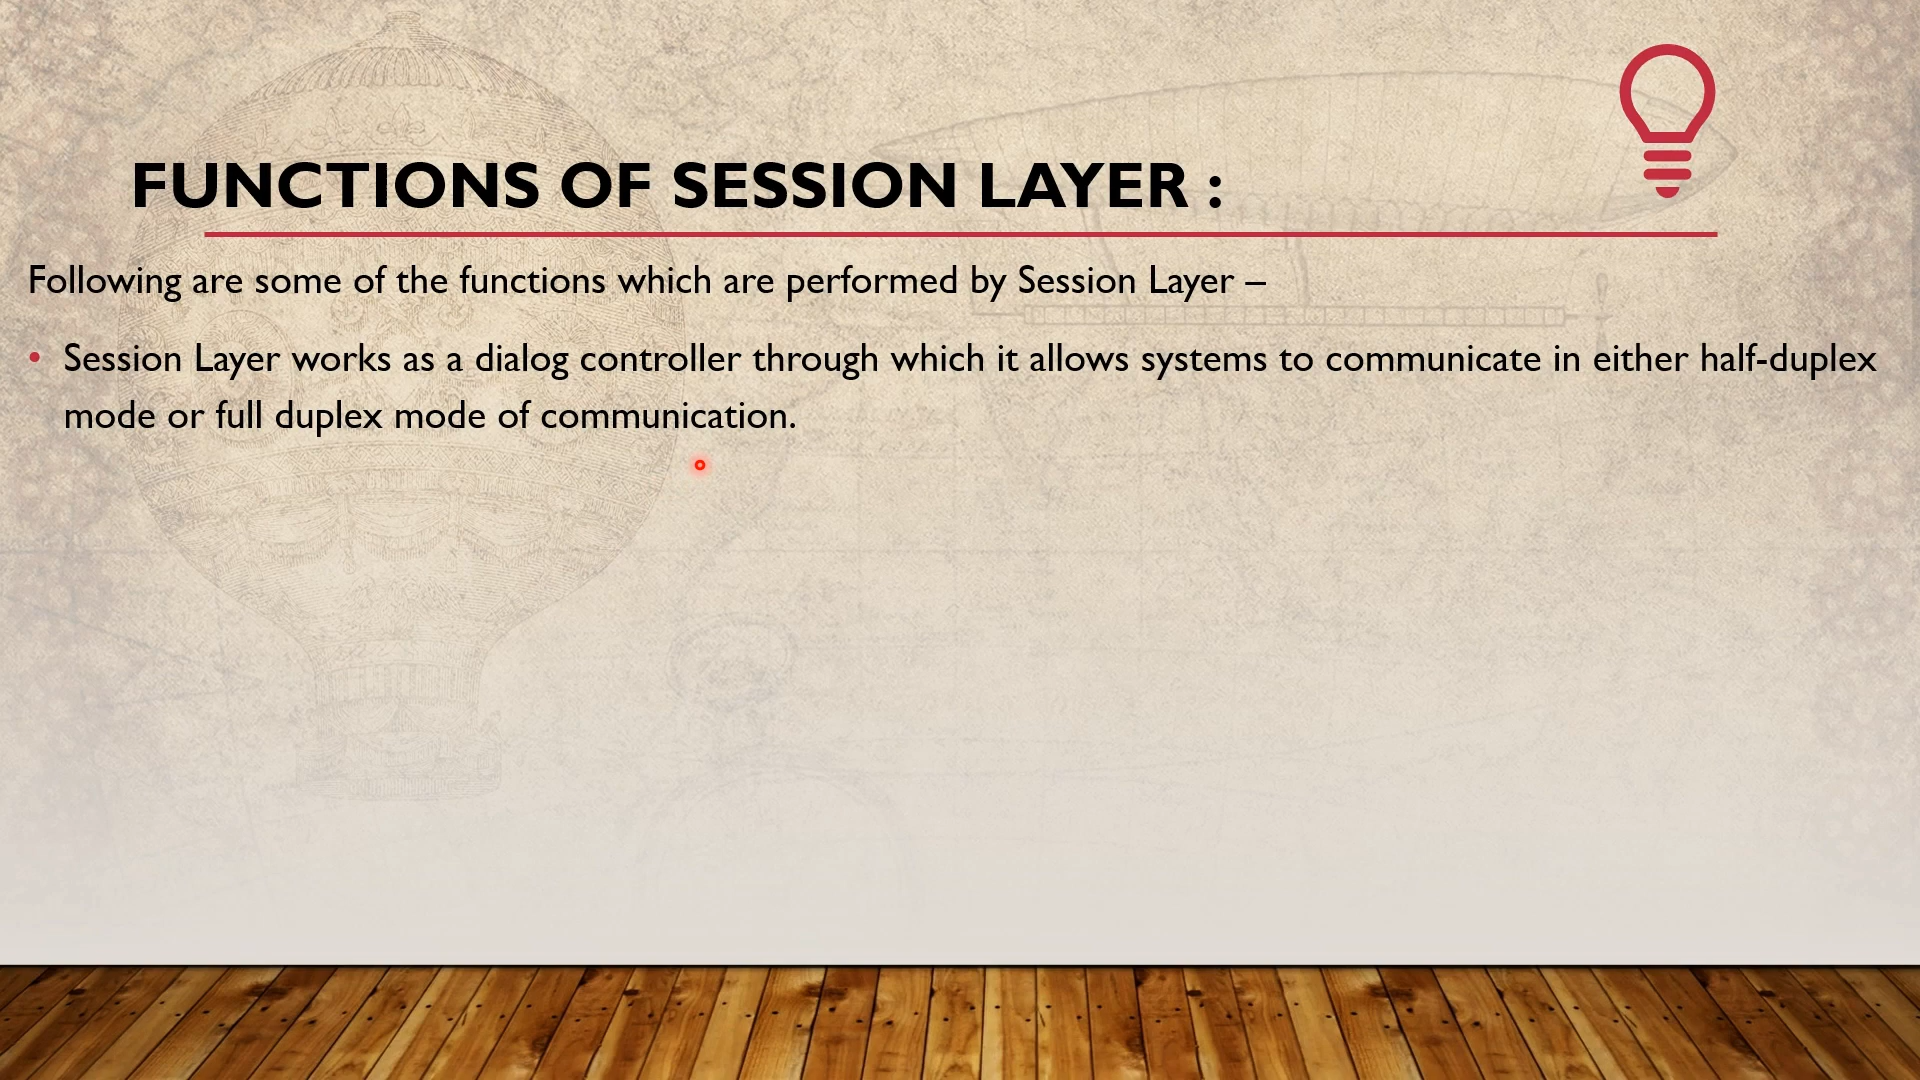 FUNCTIONS OF SESSION LAYER :
Following are some of the functions which are performed by Session Layer –
• Session Layer works as a dialog controller through which it allows systems to communicate in either half-duplex
mode or full duplex mode of communication.